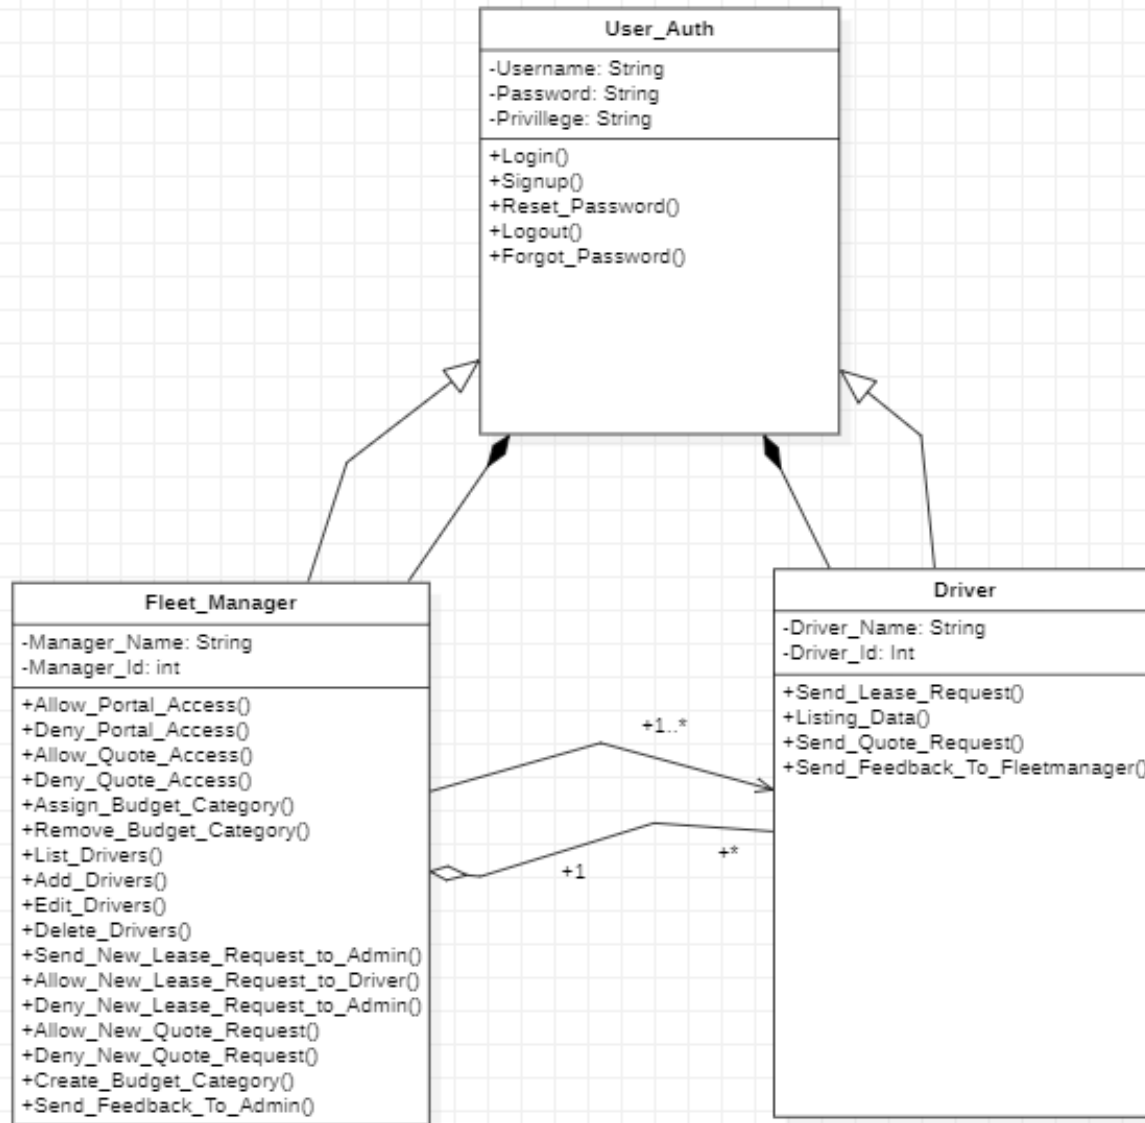 User_Auth
-Username: String
-Password: String
-Privillege: String
+Login()
+Signup()
+Reset_Password()
+Logout()
+Forgot_Password()
Fleet_Manager
-Manager_Name: String
-Manager_Id: int
+Allow_Portal_Access()
+Deny_Portal_Access()
+Allow_Quote_Access()
+Deny_Quote_Access()
+Assign_Budget_Category()
+Remove_Budget_Category()
+List_Drivers()
+Add_Drivers()
+Edit_Drivers()
+Delete_Drivers()
+Send_New_Lease_Request_to_Admin()
+Allow_New_Lease_Request_to_Driver()
+Deny_New_Lease_Request_to_Admin()
+Allow_New_Quote_Request()
+Deny_New_Quote_Request()
+Create_Budget_Category()
+Send_Feedback_To_Admin()
+1..*
+*
+1
Driver
-Driver_Name: String
-Driver_Id: Int
+Send_Lease_Request()
+Listing_Data()
+Send_Quote_Request()
+Send_Feedback_To_Fleetmanager()